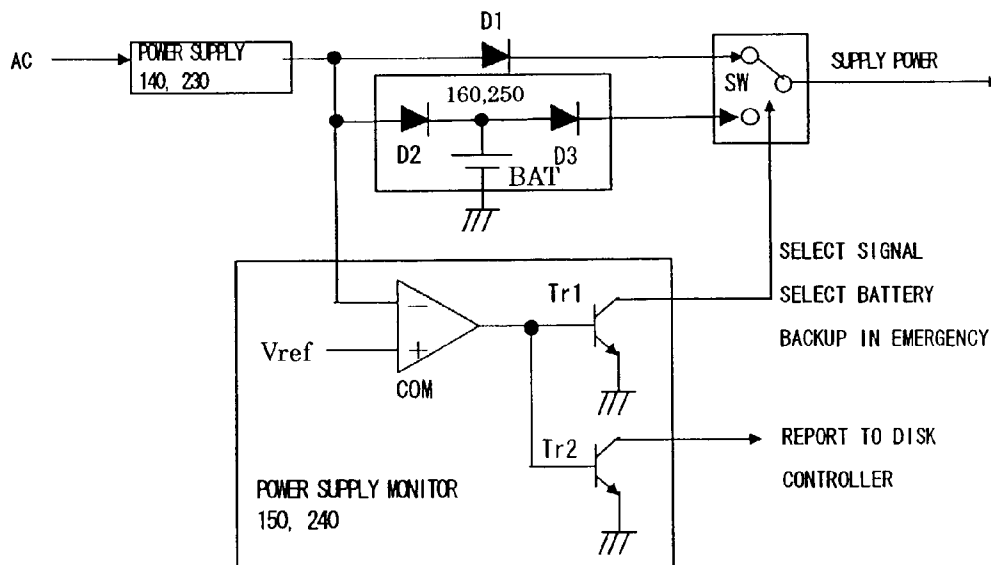 D1
AC
POWER SUPPLY
140, 230
SUPPLY POWER
SW
160,250
D2
D3
BAT
SELECT SIGNAL
SELECT BATTERY
BACKUP IN EMERGENCY
Tr1
−
+
Vref
COM
Tr2
REPORT TO DISK
CONTROLLER
POWER SUPPLY MONITOR
150, 240